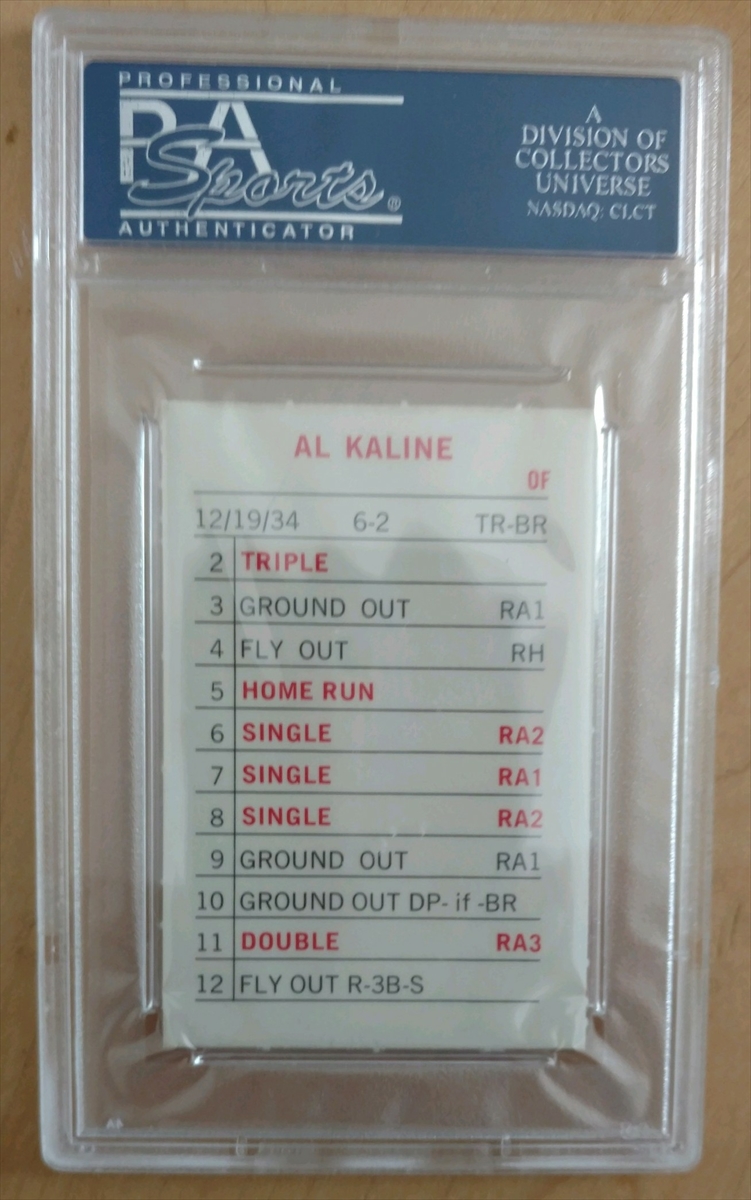 PROFESSIONAL
PSA
Sports®
AUTHENTICATOR
A
DIVISION OF
COLLECTORS
UNIVERSE
NASDAQ: CLCT
AL KALINE
OF
12/19/34 6-2 TR-BR
2 TRIPLE
3 GROUND OUT RA1
4 FLY OUT RH
5 HOME RUN
6 SINGLE RA2
7 SINGLE RA1
8 SINGLE RA2
9 GROUND OUT RA1
10 GROUND OUT DP- if -BR
11 DOUBLE RA3
12 FLY OUT R-3B-S